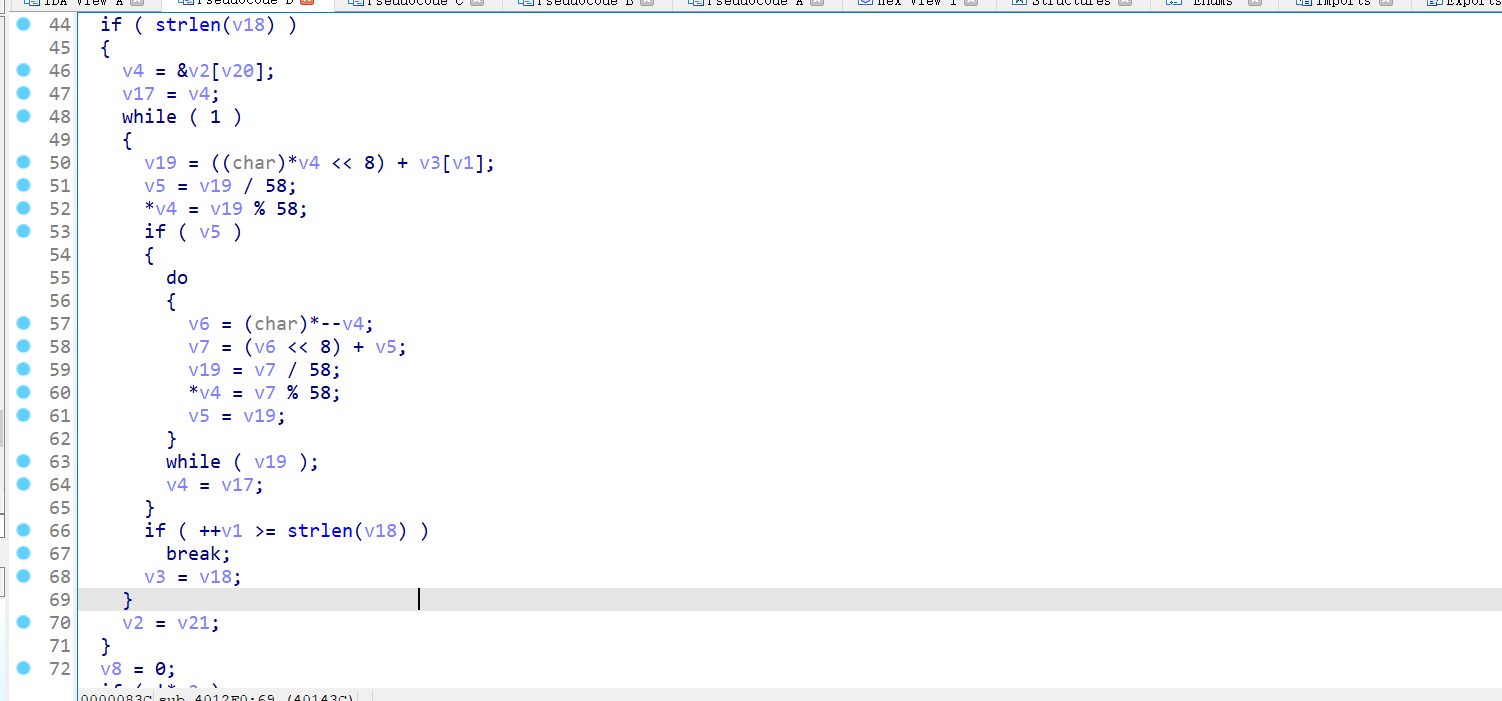 IDA View-A Pseudocode-D Pseudocode-C Pseudocode-B Pseudocode-A Hex View-1 Structures Enums Imports Exports
44 if ( strlen(v18) )
45 {
46 v4 = &v2[v20];
47 v17 = v4;
48 while ( 1 )
49 {
50 v19 = ((char)*v4 << 8) + v3[v1];
51 v5 = v19 / 58;
52 *v4 = v19 % 58;
53 if ( v5 )
54 {
55 do
56 {
57 v6 = (char)*--v4;
58 v7 = (v6 << 8) + v5;
59 v19 = v7 / 58;
60 *v4 = v7 % 58;
61 v5 = v19;
62 }
63 while ( v19 );
64 v4 = v17;
65 }
66 if ( ++v1 >= strlen(v18) )
67 break;
68 v3 = v18;
69 }
70 v2 = v21;
71 }
72 v8 = 0;
0000083C sub_4012F0:69 (40143C)